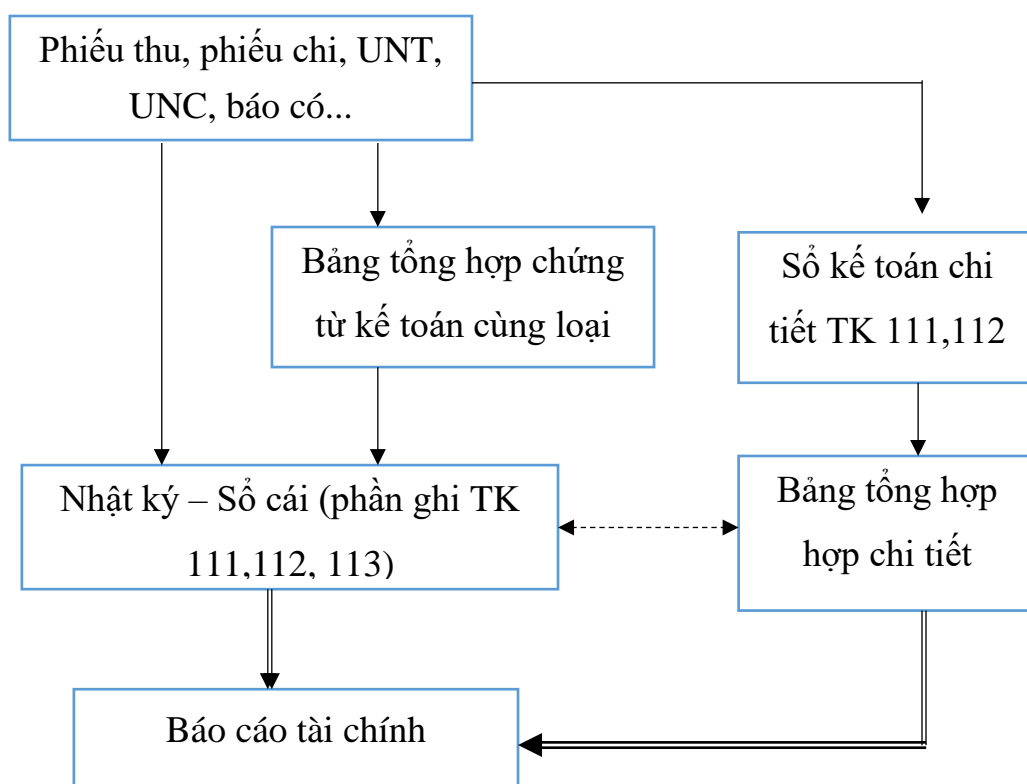 Phiếu thu, phiếu chi, UNT,
UNC, báo có...
Bảng tổng hợp chứng
từ kế toán cùng loại
Sổ kế toán chi
tiết TK 111,112
Nhật ký – Sổ cái (phần ghi TK
111,112, 113)
Bảng tổng hợp
hợp chi tiết
Báo cáo tài chính